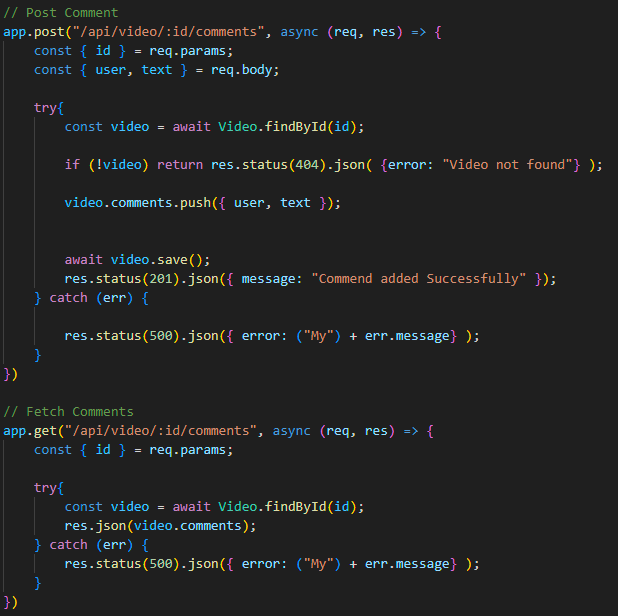 // Post Comment
app.post("/api/video/:id/comments", async (req, res) => {
    const { id } = req.params;
    const { user, text } = req.body;

    try{
        const video = await Video.findById(id);

        if (!video) return res.status(404).json( {error: "Video not found"} );

        video.comments.push({ user, text });


        await video.save();
        res.status(201).json({ message: "Commend added Successfully" });
    } catch (err) {

        res.status(500).json({ error: ("My") + err.message} );
    }
})

// Fetch Comments
app.get("/api/video/:id/comments", async (req, res) => {
    const { id } = req.params;

    try{
        const video = await Video.findById(id);
        res.json(video.comments);
    } catch (err) {
        res.status(500).json({ error: ("My") + err.message} );
    }
})